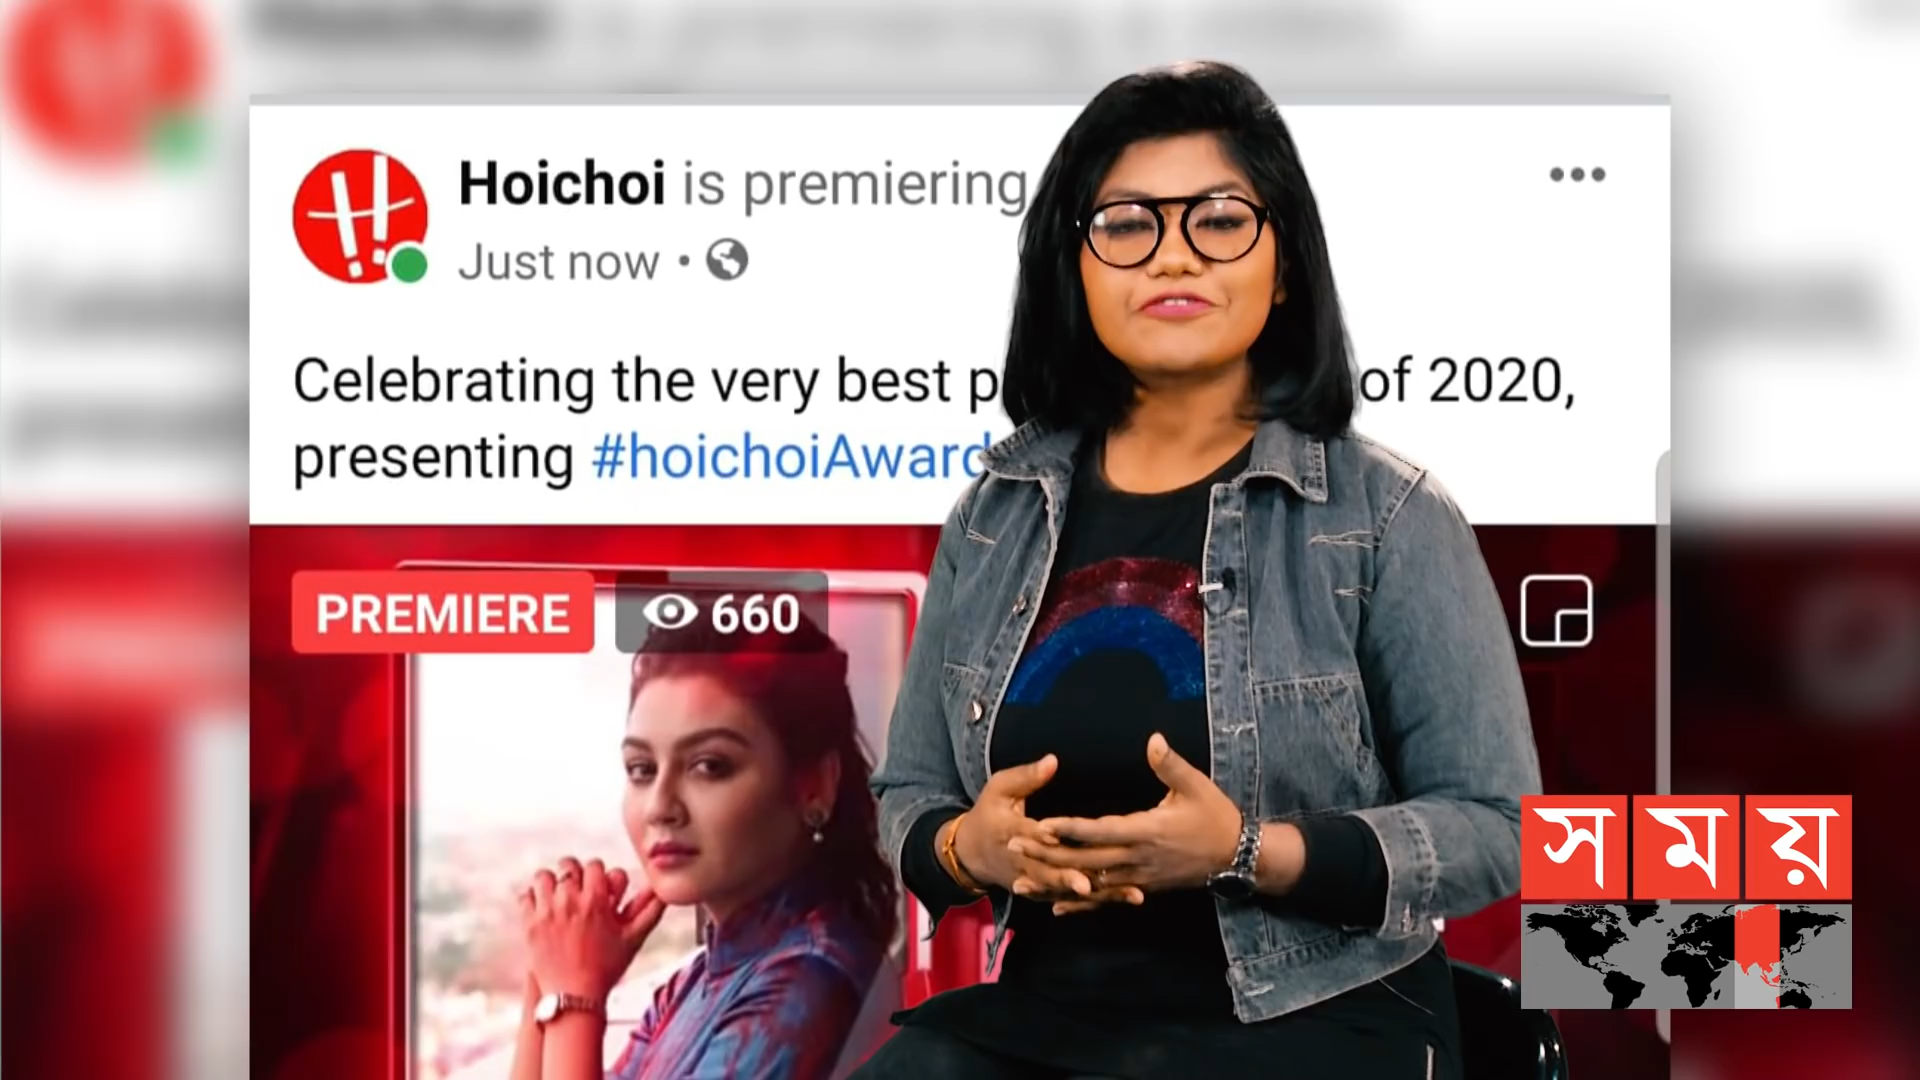 Hoichoi is premiering
Just now
Celebrating the very best of 2020,
presenting #hoichoiAward
PREMIERE 660
সময়